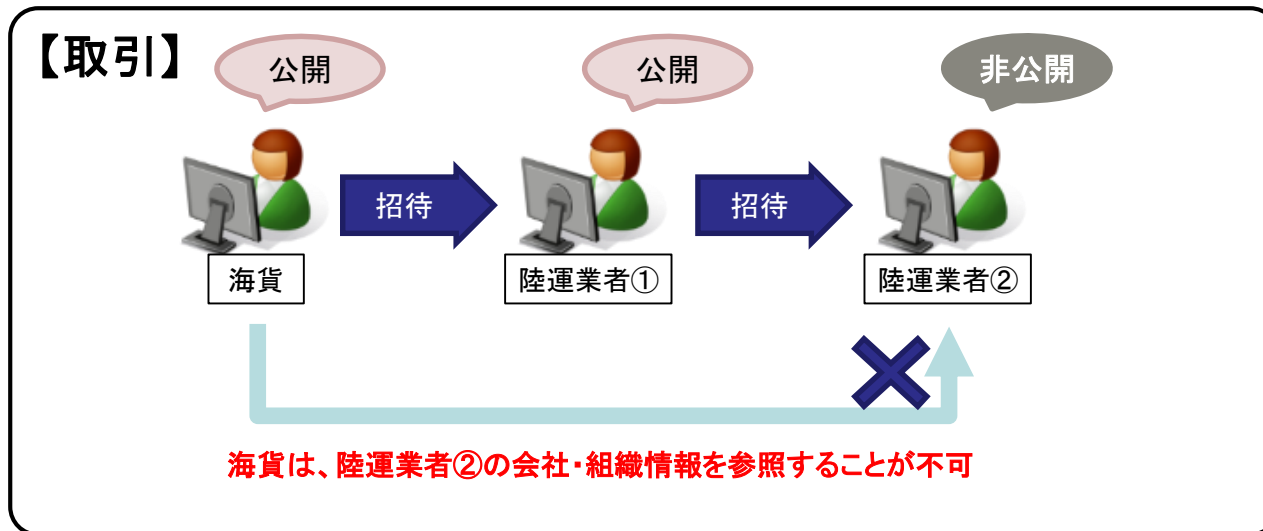 【取引】
公開
公開
非公開
招待
招待
海貨
陸運業者①
陸運業者②
海貨は、陸運業者②の会社・組織情報を参照することが不可